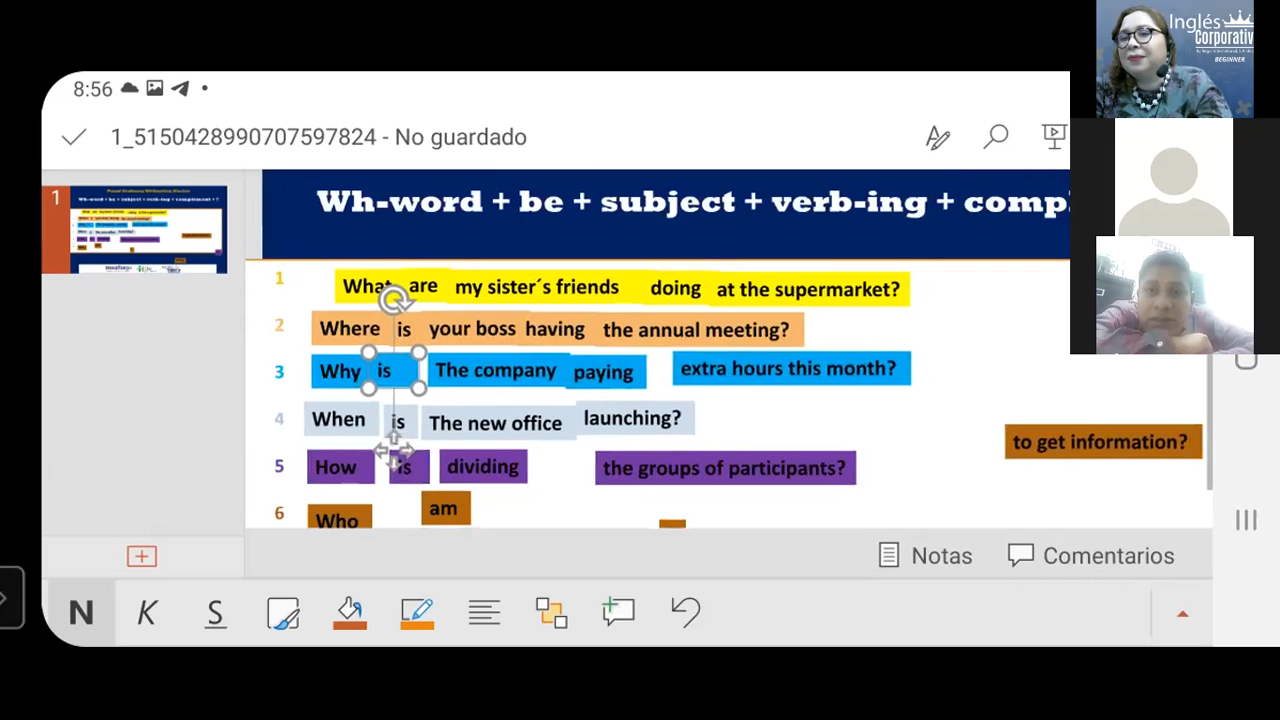 8:56
1_5150428990707597824 - No guardado
1
Wh-word + be + subject + verb-ing + comp
1 What are my sister´s friends doing at the supermarket?
2 Where is your boss having the annual meeting?
3 Why is The company paying extra hours this month?
4 When is The new office launching?
to get information?
5 How is dividing the groups of participants?
6 Who am
Notas
Comentarios
N K S
Inglés
Corporativ
BEGINNER